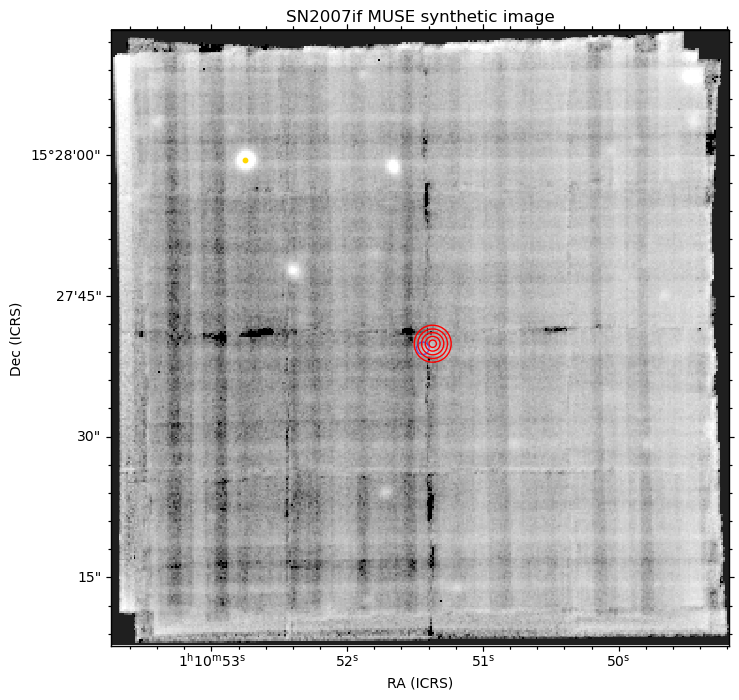 SN2007if MUSE synthetic image
15°28'00"
27'45"
30"
15"
Dec (ICRS)
1ʰ10ᵐ53ˢ
52ˢ
51ˢ
50ˢ
RA (ICRS)